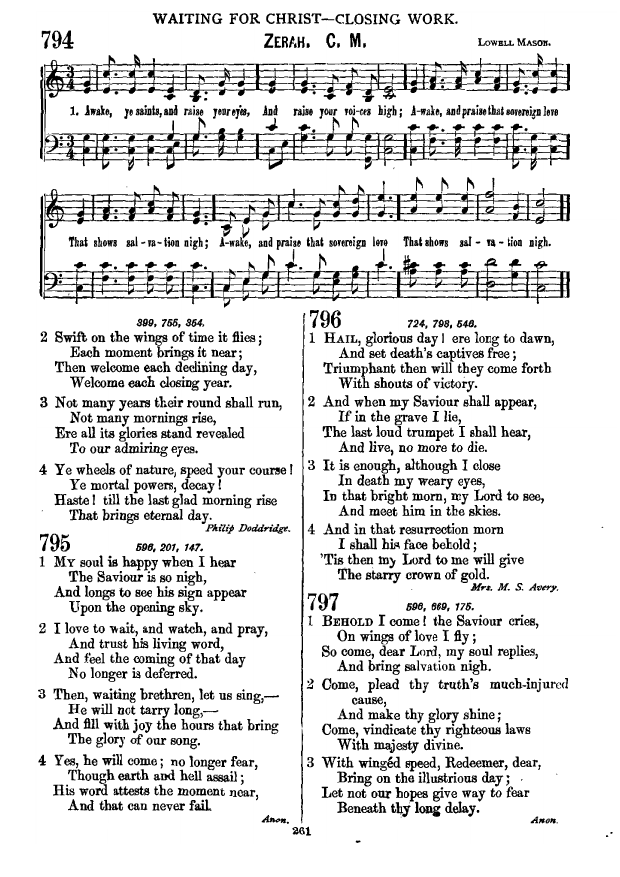 WAITING FOR CHRIST—CLOSING WORK.
794
ZERAH. C. M.
LOWELL MASON.
1. Awake, ye saints, and raise your eyes, And raise your voi-ces high; A-wake, and praise that sovereign love
That shows sal - va - tion nigh; A-wake, and praise that sovereign love That shows sal - va - tion nigh.
399, 755, 354.
2 Swift on the wings of time it flies;
Each moment brings it near;
Then welcome each declining day,
Welcome each closing year.
3 Not many years their round shall run,
Not many mornings rise,
Ere all its glories stand revealed
To our admiring eyes.
4 Ye wheels of nature, speed your course!
Ye mortal powers, decay!
Haste! till the last glad morning rise
That brings eternal day.
Philip Doddridge.
795
596, 201, 147.
1 MY soul is happy when I hear
The Saviour is so nigh,
And longs to see his sign appear
Upon the opening sky.
2 I love to wait, and watch, and pray,
And trust his living word,
And feel the coming of that day
No longer is deferred.
3 Then, waiting brethren, let us sing,—
He will not tarry long,—
And fill with joy the hours that bring
The glory of our song.
4 Yes, he will come; no longer fear,
Though earth and hell assail;
His word attests the moment near,
And that can never fail.
Anon.
796
724, 798, 546.
1 HAIL, glorious day! ere long to dawn,
And set death's captives free;
Triumphant then will they come forth
With shouts of victory.
2 And when my Saviour shall appear,
If in the grave I lie,
The last loud trumpet I shall hear,
And live, no more to die.
3 It is enough, although I close
In death my weary eyes,
In that bright morn, my Lord to see,
And meet him in the skies.
4 And in that resurrection morn
I shall his face behold;
'Tis then my Lord to me will give
The starry crown of gold.
Mrs. M. S. Avery.
797
596, 669, 175.
1 BEHOLD I come! the Saviour cries,
On wings of love I fly;
So come, dear Lord, my soul replies,
And bring salvation nigh.
2 Come, plead thy truth's much-injured
cause,
And make thy glory shine;
Come, vindicate thy righteous laws
With majesty divine.
3 With wingéd speed, Redeemer, dear,
Bring on the illustrious day;
Let not our hopes give way to fear
Beneath thy long delay.
Anon.
261